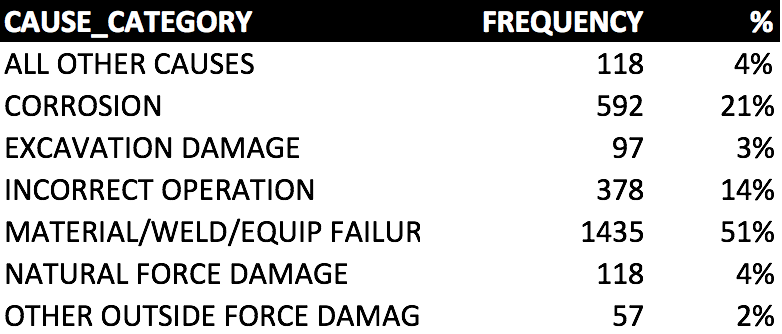 CAUSE_CATEGORY FREQUENCY %
ALL OTHER CAUSES 118 4%
CORROSION 592 21%
EXCAVATION DAMAGE 97 3%
INCORRECT OPERATION 378 14%
MATERIAL/WELD/EQUIP FAILUR 1435 51%
NATURAL FORCE DAMAGE 118 4%
OTHER OUTSIDE FORCE DAMAG 57 2%